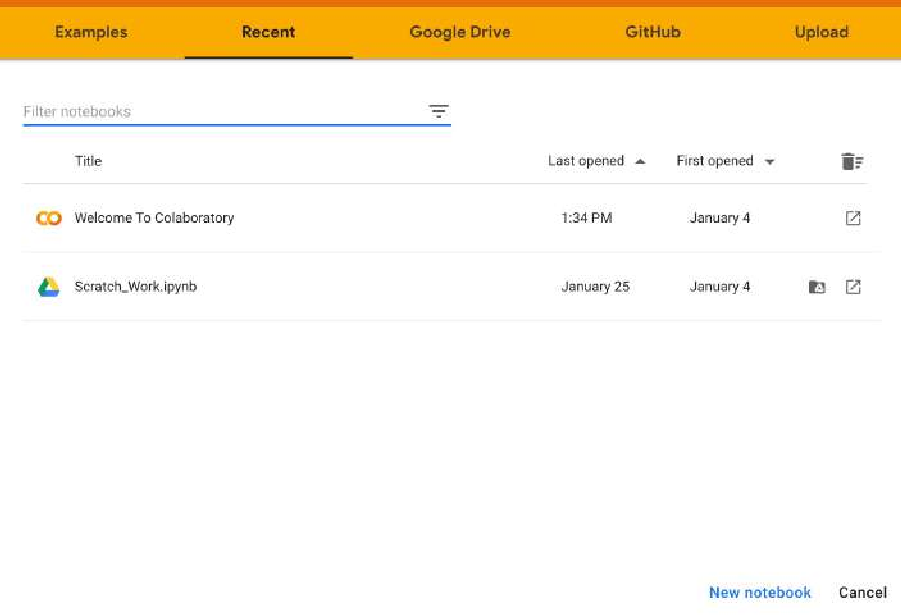 Examples Recent Google Drive GitHub Upload
Filter notebooks
Title Last opened First opened
Welcome To Colaboratory 1:34 PM January 4
Scratch_Work.ipynb January 25 January 4
New notebook Cancel